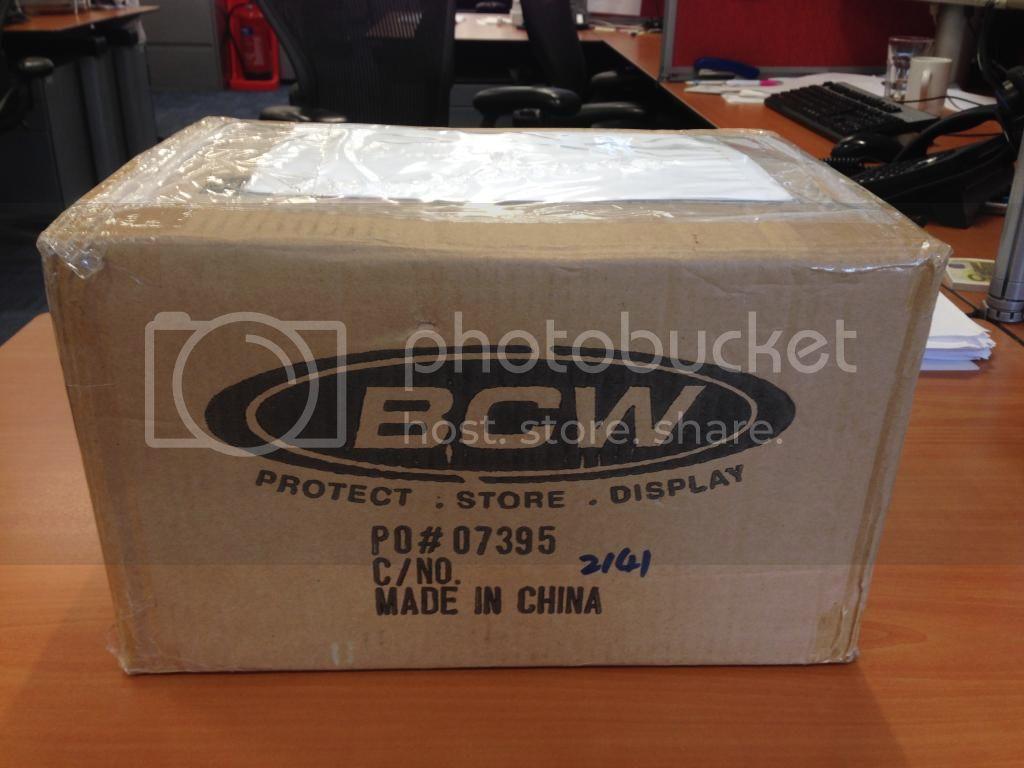 photobucket
host. store. share.
BCW
PROTECT . STORE . DISPLAY
PO# 07395
C/NO. 2141
MADE IN CHINA